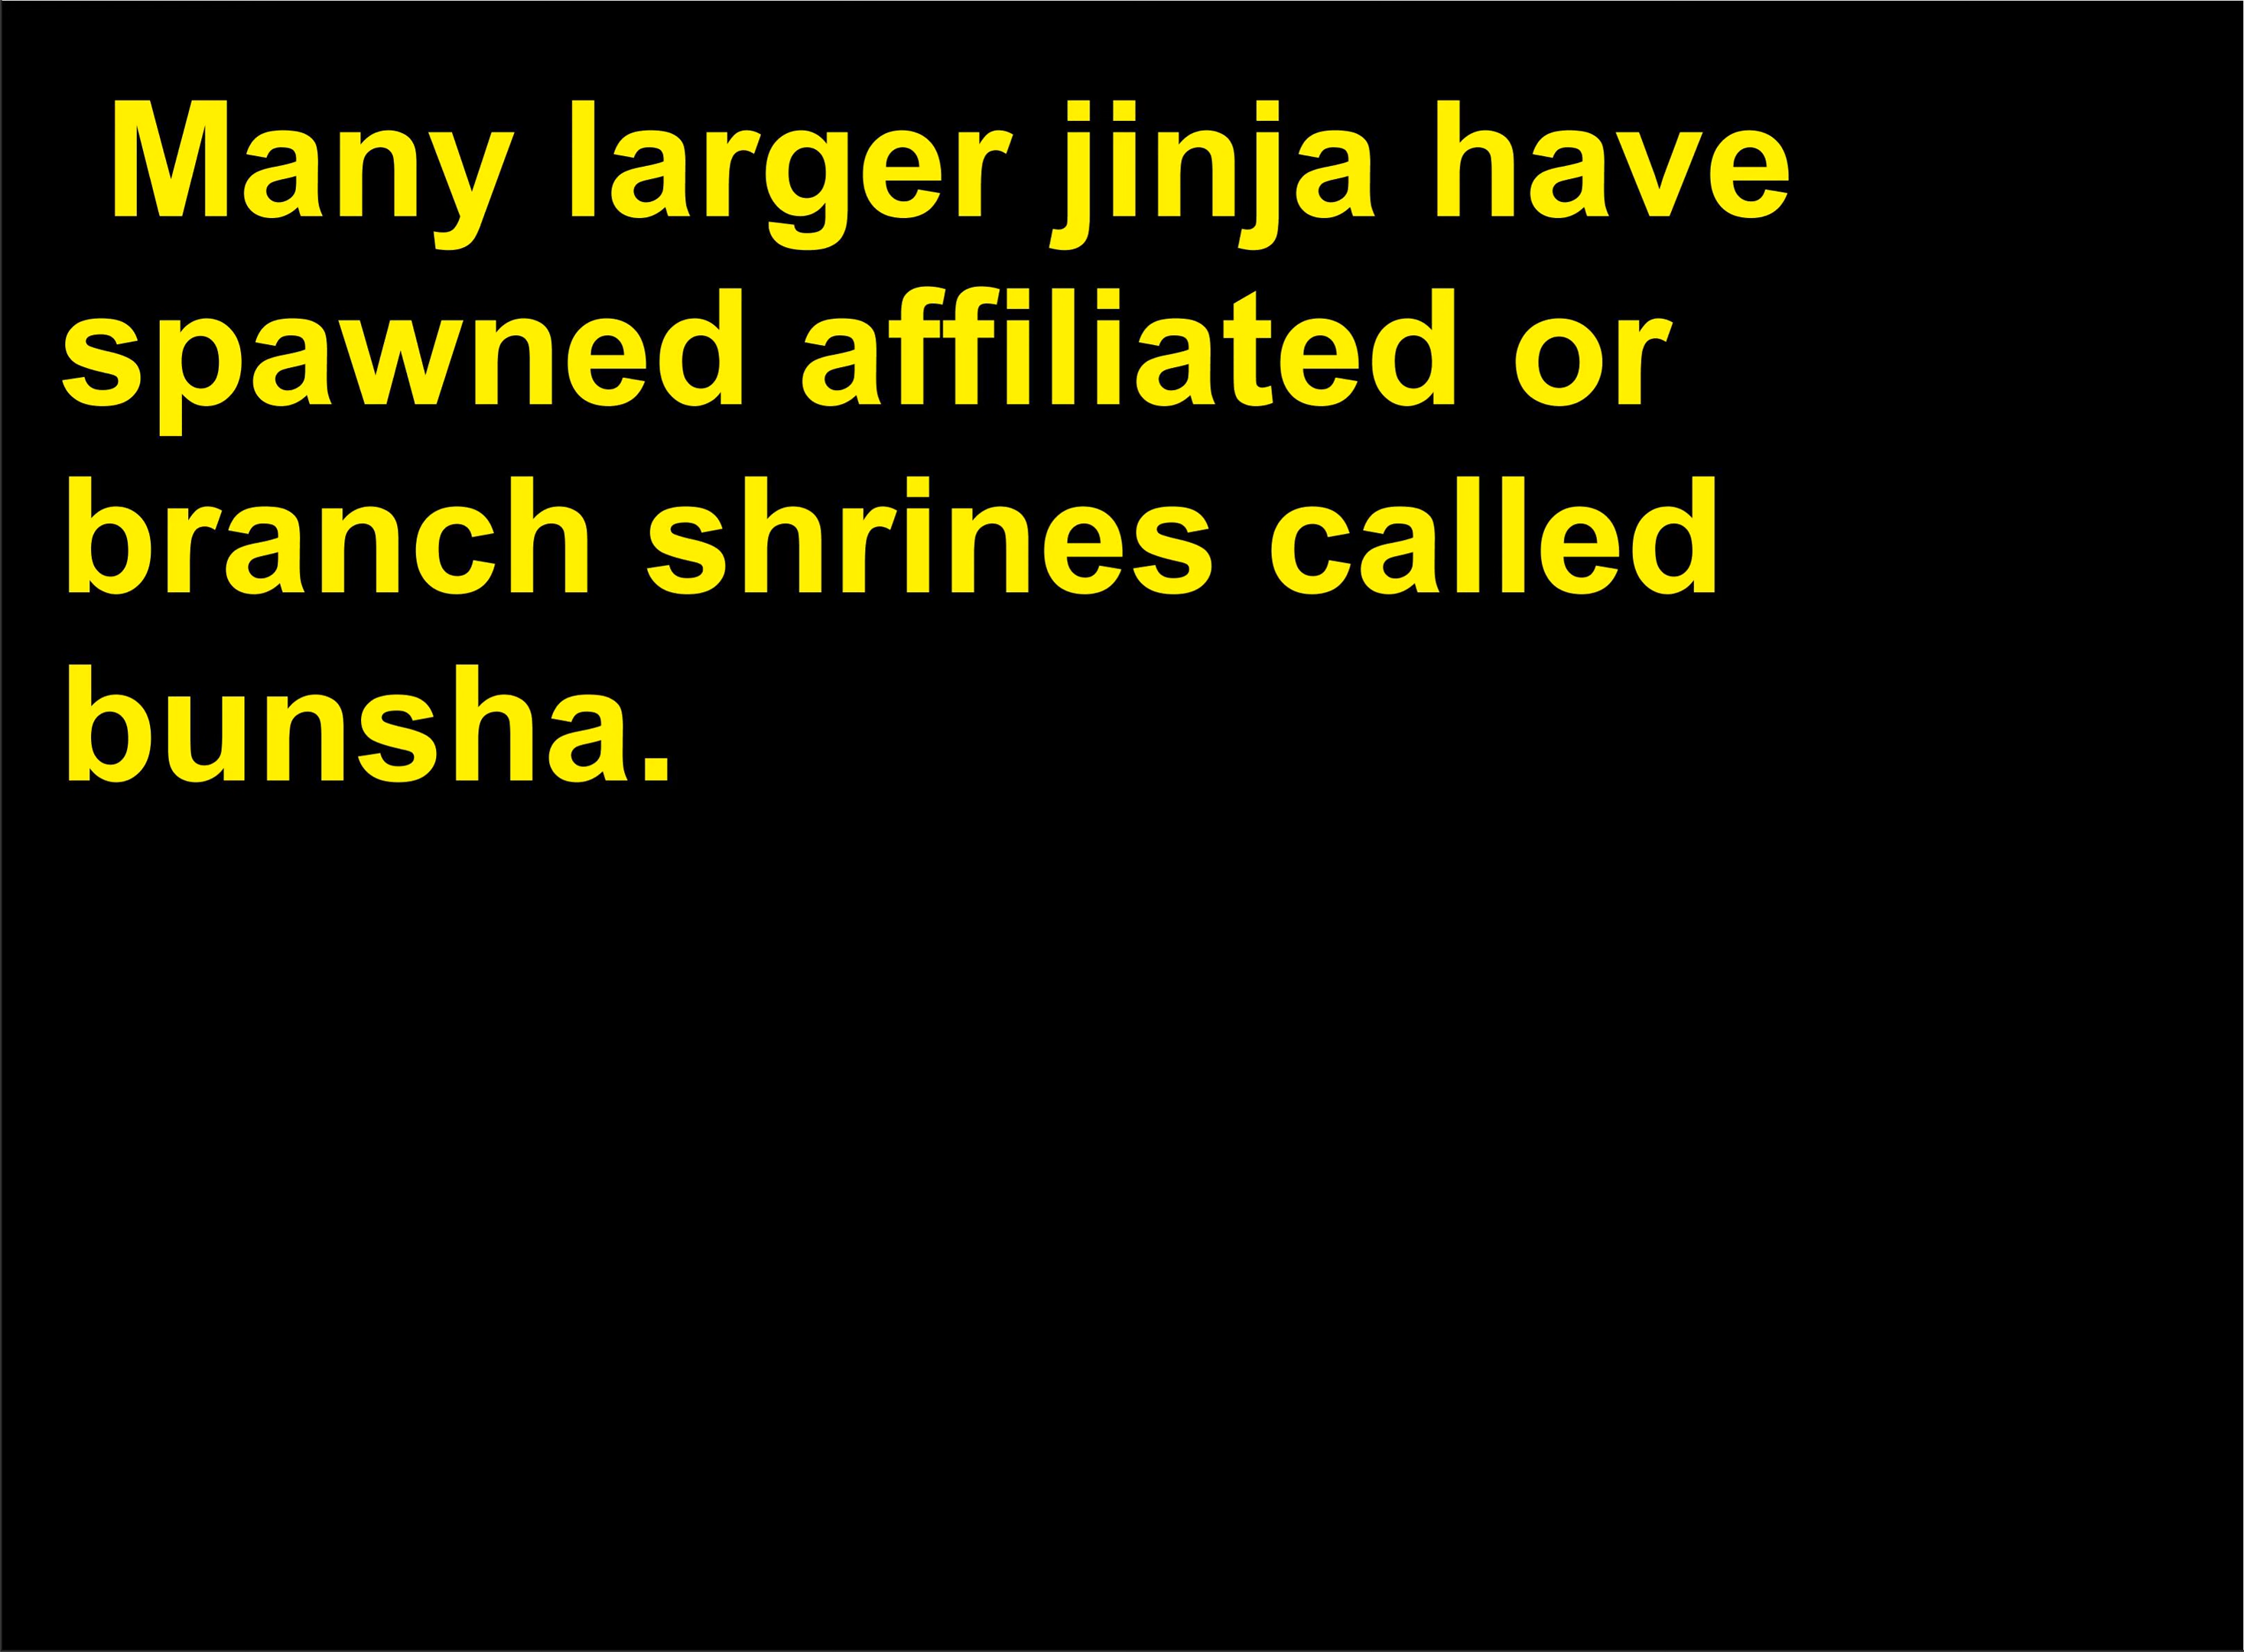 Many larger jinja have
spawned affiliated or
branch shrines called
bunsha.